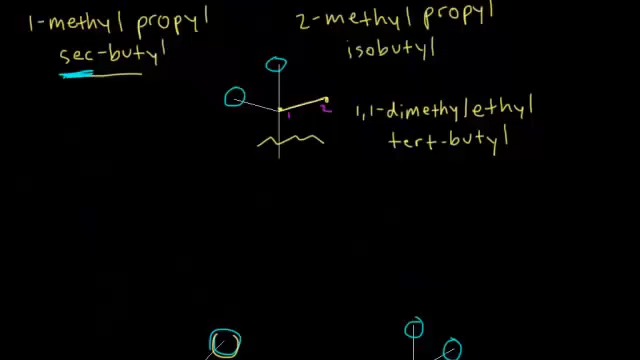 1-methyl propyl
sec-butyl
2-methyl propyl
isobutyl
1 2
1,1-dimethylethyl
tert-butyl